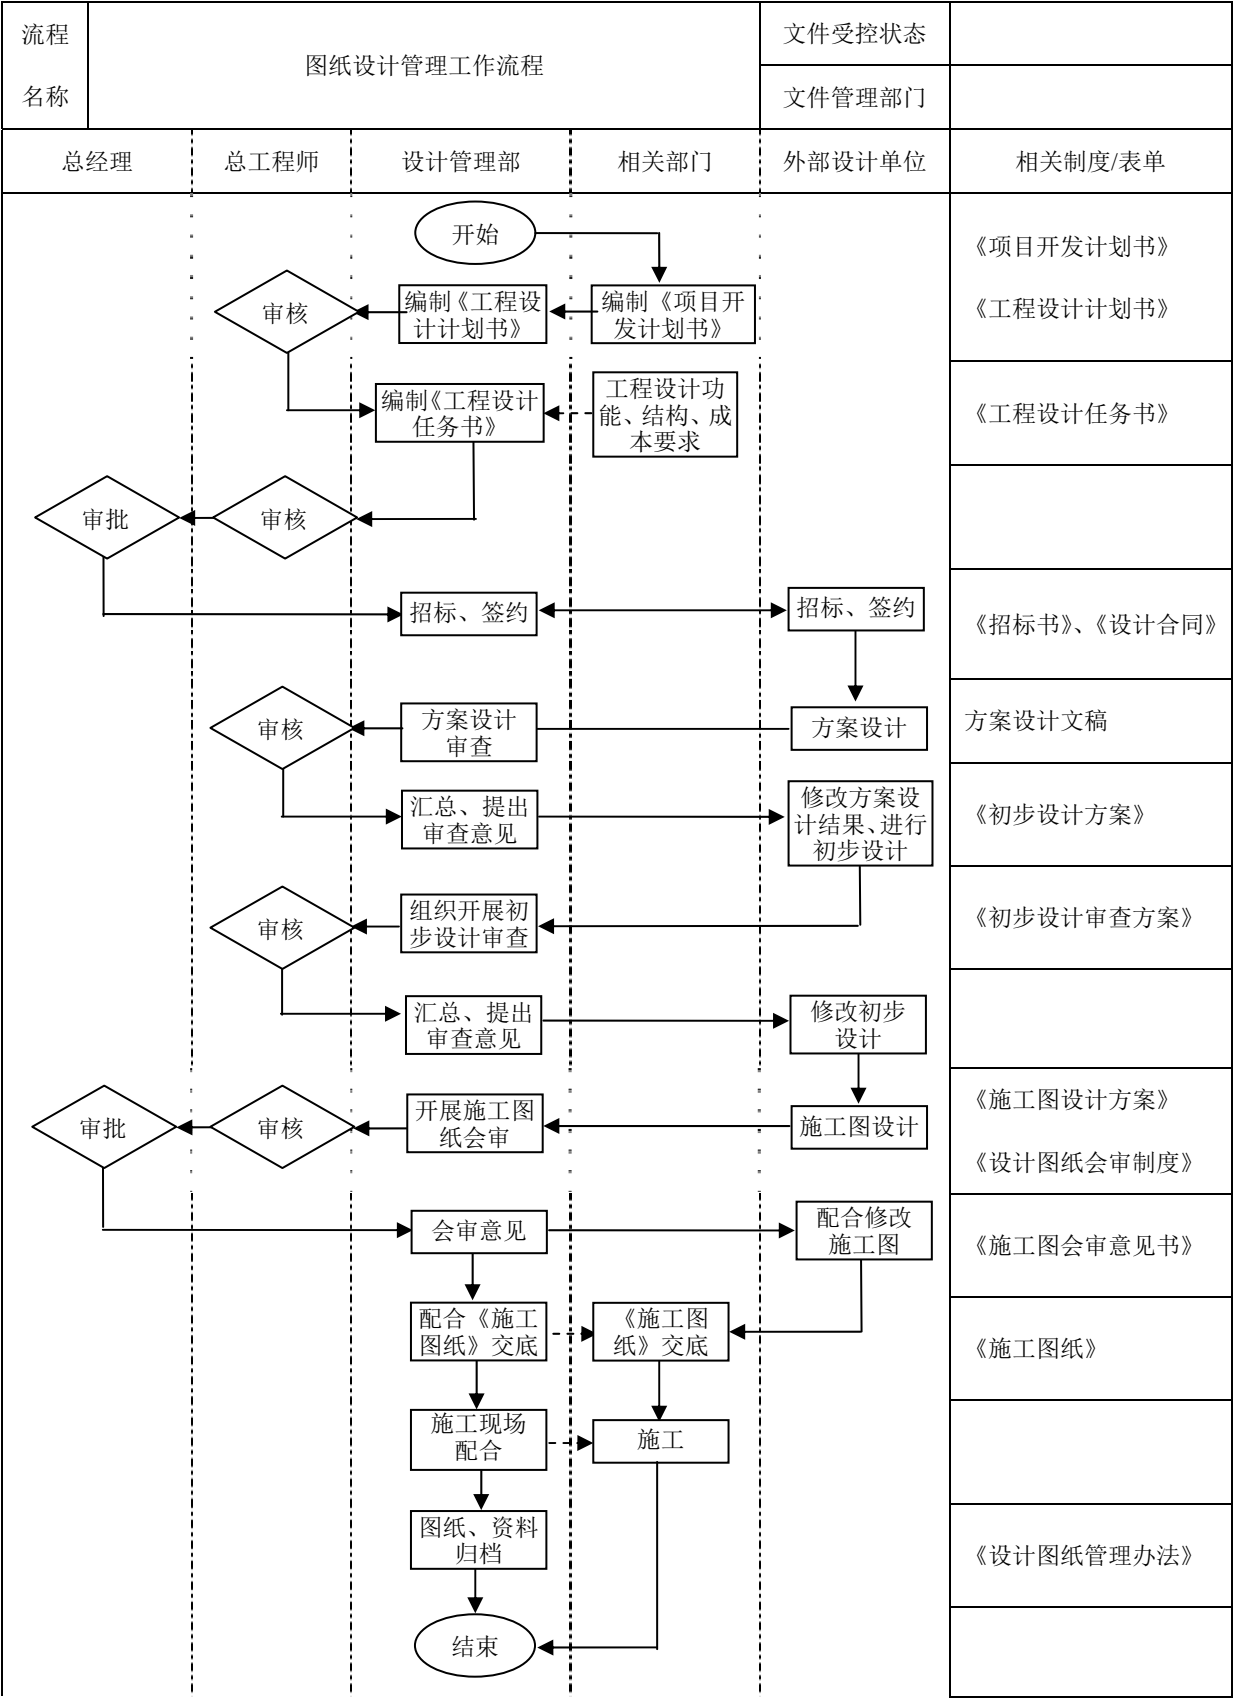 流程
名称
图纸设计管理工作流程
文件受控状态
文件管理部门
总经理
总工程师
设计管理部
相关部门
外部设计单位
相关制度/表单
开始
《项目开发计划书》
审核
编制《工程设
计计划书》
编制《项目开
发计划书》
《工程设计计划书》
编制《工程设计
任务书》
工程设计功
能、结构、成
本要求
《工程设计任务书》
审批
审核
招标、签约
招标、签约
《招标书》、《设计合同》
审核
方案设计
审查
方案设计
方案设计文稿
汇总、提出
审查意见
修改方案设
计结果、进行
初步设计
《初步设计方案》
审核
组织开展初
步设计审查
《初步设计审查方案》
汇总、提出
审查意见
修改初步
设计
审批
审核
开展施工图
纸会审
施工图设计
《施工图设计方案》
《设计图纸会审制度》
会审意见
配合修改
施工图
《施工图会审意见书》
配合《施工
图纸》交底
《施工图
纸》交底
《施工图纸》
施工现场
配合
施工
图纸、资料
归档
《设计图纸管理办法》
结束